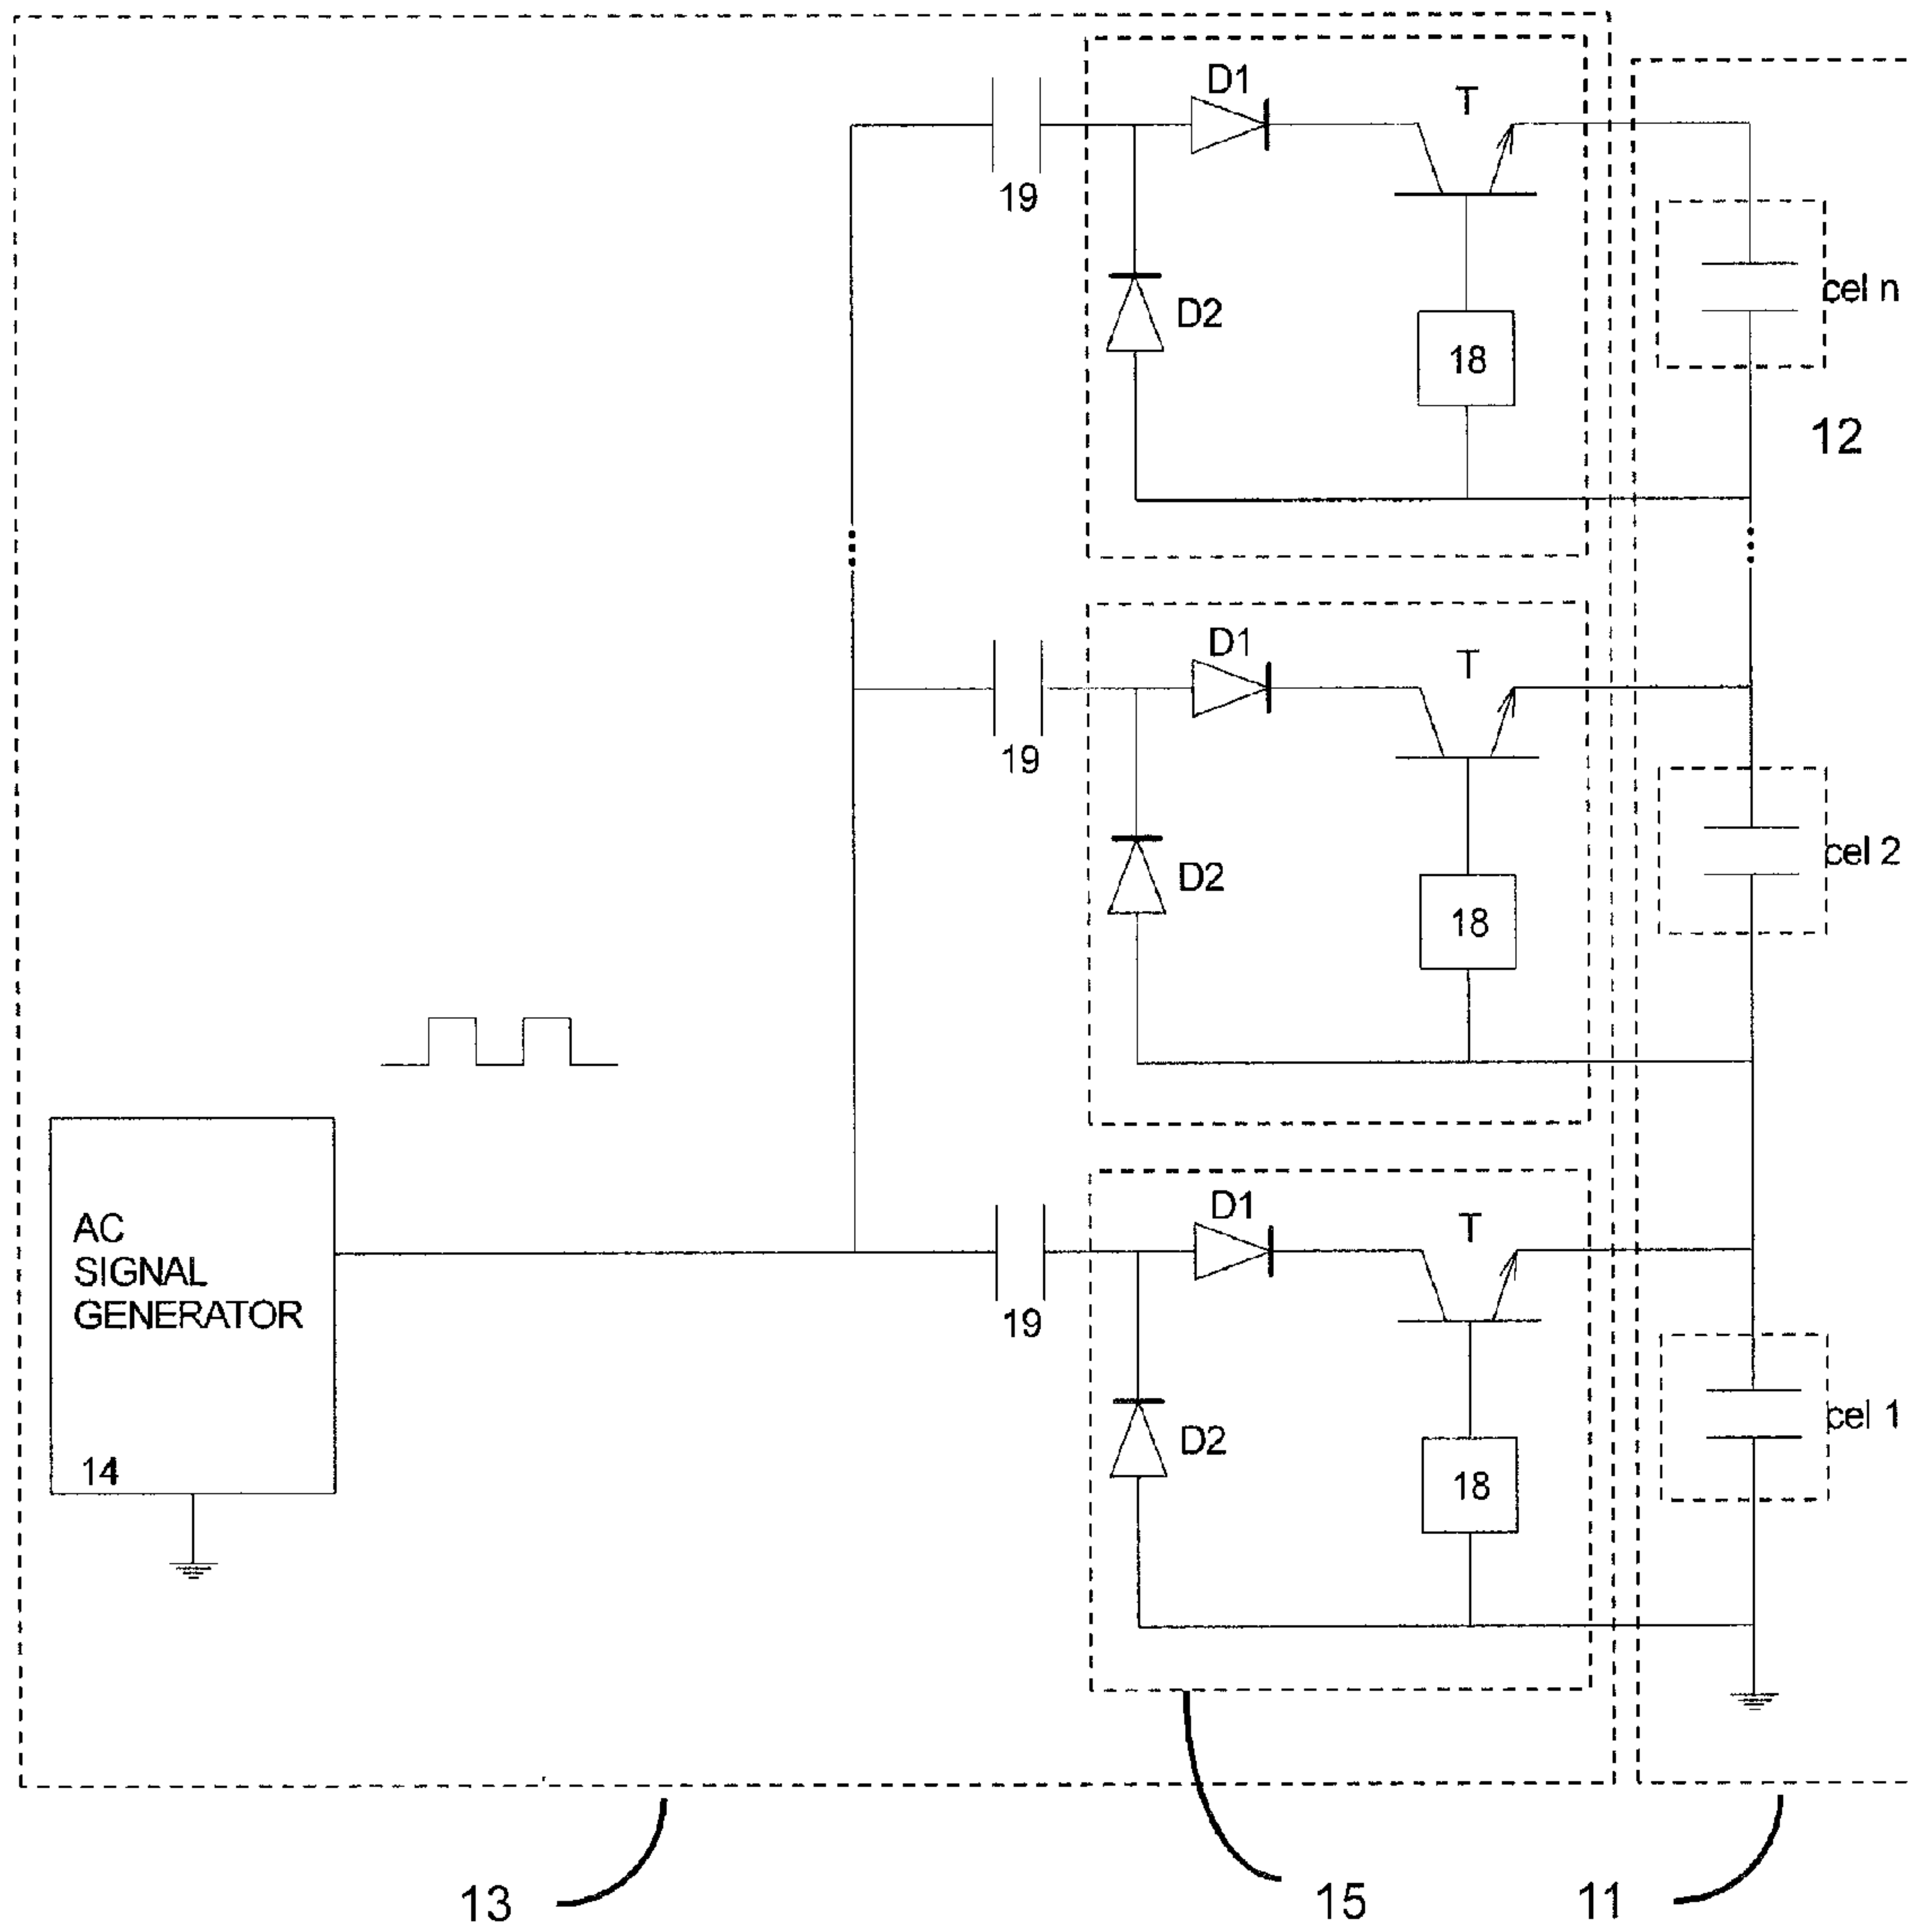 D1
T
19
D2
18
cel n
12
D1
T
19
D2
18
cel 2
D1
T
19
D2
18
cel 1
AC
SIGNAL
GENERATOR
14
13
15
11